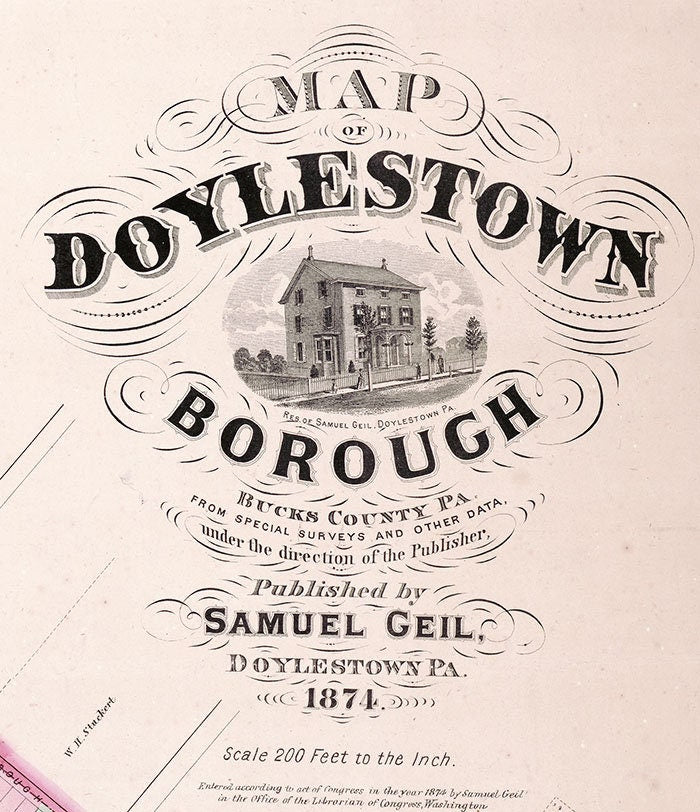 MAP
OF
DOYLESTOWN
RES. OF SAMUEL GEIL, DOYLESTOWN PA.
BOROUGH
BUCKS COUNTY PA.
FROM SPECIAL SURVEYS AND OTHER DATA,
under the direction of the Publisher,
Published by
SAMUEL GEIL,
DOYLESTOWN PA.
1874.
W. H. Stuckert
Scale 200 Feet to the Inch.
Entered according to act of Congress in the year 1874 by Samuel Geil
in the Office of the Librarian of Congress, Washington
OUGH